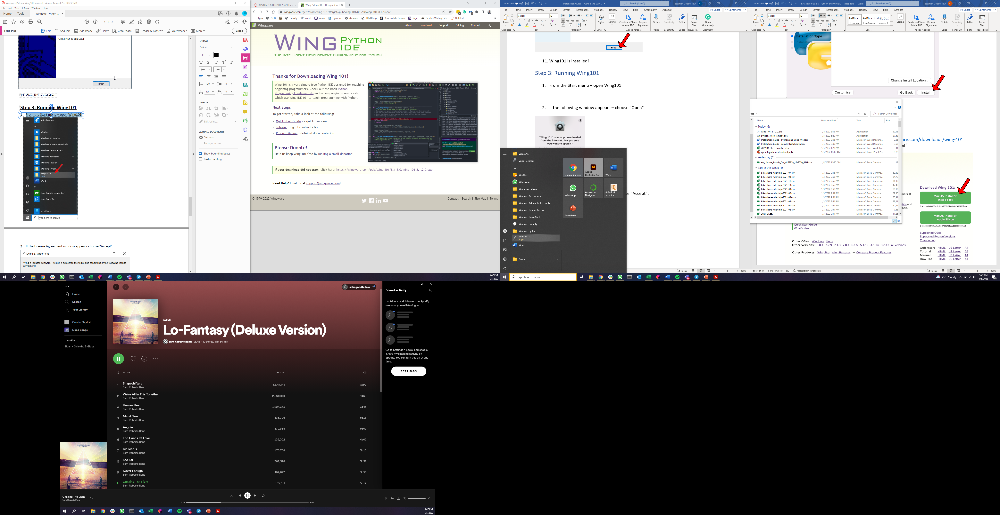 Windows_Python_Wing101_ver7.pdf - Adobe Acrobat Pro DC (32-bit)
File Edit View E-Sign Window Help
Home Tools Windows_Python_...
9 / 12
Edit PDF Edit Add Text Add Image Link Crop Pages Header & Footer Watermark More Close
Click Finish to exit Setup.
Finish
13 Wing101 is installed!
Step 3: Running Wing101
1 From the Start menu – open Wing101:
Voice Recorder
W
Weather
Windows Accessories
Windows Administrative Tools
Windows Ease of Access
Windows PowerShell
Windows Security
Windows System
Wing 101 7.1
New
Word
X
Xbox Console Companion
Xbox Game Bar
Y
Your Phone
Type here to search
2 If the License Agreement window appears choose “Accept”
License Agreement
Wing is licensed software. Its use is subject to the terms and conditions of the following license
agreement:
FORMAT
Calibri
12
1.20 0
100 0
OBJECTS
Edit Using...
SCANNED DOCUMENTS
Settings
Recognize text
Show bounding boxes
Restrict editing
5:47 PM
1/5/2022
APS106H1 S LEC0101 20221:Fun
Wing Python IDE - Designed for
wingware.com/get&prod=wing-101&target=pub/wing-101/8.1.2.0/wing-101-8.1.2.0.exe
Apps NGD density count carou dynamic dynamic TRVLR.org Bootswatch: Cosmo login Sinatra: Writing Ext... Untitled
Wingware
About Download Support Pricing Contact
WING PYTHON IDE
The Intelligent Development Environment for Python
Thanks for Downloading Wing 101!
Wing 101 is a very simple free Python IDE designed for teaching
beginning programmers. Check out the book Python
Programming Fundamentals and accompanying screen casts,
which use Wing IDE 101 to teach programming with Python.
Next Steps
To get started, take a look at the following:
Quick Start Guide - a quick overview
Tutorial - a gentle introduction
Product Manual - detailed documentation
Please Donate!
Help us keep Wing 101 free by making a small donation!
If your download did not start, click here: https://wingware.com/pub/wing-101/8.1.2.0/wing-101-8.1.2.0.exe
Need Help? Email us at support@wingware.com!
© 1999-2022 Wingware
Contact | Search | Site Map | Terms
AutoSave Off Installation Guide - Python and Win... Search (Alt+Q) Sebastian Goodfellow SG
File Home Insert Draw Design Layout References Mailings Review View Help Grammarly Acrobat Share Comments
Paste Calibri 12 Styles Editing Create and Share Adobe PDF Request Signatures Dictate Sensitivity Editor Reuse Files Open Grammarly
Clipboard Font Paragraph Styles Adobe Acrobat Voice Sensitivity Editor Reuse Files Grammarly
Finish
11. Wing101 is installed!
Step 3: Running Wing101
1. From the Start menu – open Wing101:
2. If the following window appears – choose “Open”
“Wing 101” is an app downloaded
from the internet. Are you sure
you want to open it?
e “Accept”:
VideoLAN
Voice Recorder
W
Weather
WhatsApp
Win Movie Maker
Windows Accessories
Windows Administrative Tools
Windows Ease of Access
Windows PowerShell
Windows Security
Windows System
Wing 101 8
New
Word
Z
Zoom
Google Chrome
Adobe Illustrator 2021
Word
WhatsApp
Anaconda Navigator...
Autodesk Inventor...
PowerPoint
Type here to search
Focus 150%
AutoSave Off Installation Guide - Python and Wing101 (Mac).docx - Word Search (Alt+Q) Sebastian Goodfellow SG
File Home Insert Draw Design Layout References Mailings Review View Help Grammarly Acrobat Share Comments
Paste Calibri 12 AaBbCcD AaBbCcD AaBbCc Editing Create and Share Adobe PDF Request Signatures Dictate Sensitivity Editor Reuse Files
1 Normal 1 No Spac... Heading 1
Clipboard Font Paragraph Styles Adobe Acrobat Voice Sensitivity Editor Reuse Files
Installation Type
Installation
Summary
Change Install Location...
Customise Go Back Install
Search Downloads
Name Date modified Type Size
Today (6)
wing-101-8.1.2.0.exe 1/5/2022 5:33 PM Application 69,33
python-3.8.10-amd64.exe 1/5/2022 5:20 PM Application 27,63
Installation Guide - Python and Wing101.docx 1/5/2022 2:05 PM Microsoft Word Docum... 9,85
Installation Guide - Jupyter Notebook.docx 1/5/2022 2:05 PM Microsoft Word Docum... 2,65
2022 RA Sheet Tempate.xlsx 1/5/2022 1:23 PM Microsoft Excel Worksh... 41
api_integration_ids_added.pptx 1/5/2022 10:12 AM Microsoft PowerPoint P... 9,78
Yesterday (1)
en_climate_hourly_ON_6158359_12-2020_P1H.csv 1/4/2022 11:20 AM Microsoft Excel Comma... 13
Earlier this week (15)
bike-share-ridership-2021-07.csv 1/3/2022 9:55 PM Microsoft Excel Comma... 60,58
bike-share-ridership-2021-08.csv 1/3/2022 9:55 PM Microsoft Excel Comma... 64,72
bike-share-ridership-2021-11.csv 1/3/2022 9:55 PM Microsoft Excel Comma... 31,35
bike-share-ridership-2021-10.csv 1/3/2022 9:55 PM Microsoft Excel Comma... 47,49
bike-share-ridership-2021-09.csv 1/3/2022 9:55 PM Microsoft Excel Comma... 59,12
bike-share-ridership-2021-06.csv 1/3/2022 9:54 PM Microsoft Excel Comma... 59,30
bike-share-ridership-2021-05-.csv 1/3/2022 9:54 PM Microsoft Excel Comma... 55,91
bike-share-ridership-2021-04.csv 1/3/2022 9:54 PM Microsoft Excel Comma... 29,41
bike-share-ridership-2021-03.csv 1/3/2022 9:54 PM Microsoft Excel Comma... 20,52
bike-share-ridership-2021-02.csv 1/3/2022 9:54 PM Microsoft Excel Comma... 7,65
2021-01.csv 1/3/2022 9:54 PM Microsoft Excel Comma... 11,25
are.com/downloads/wing-101
bit”
Download Wing 101:
MacOS Installer
Intel 64-bit
MacOS Installer
Apple Silicon
Quick Start Guide
What's New
Supported OSes
Supported Python Versions
Change Log
Other OSes: Windows Linux
Other Versions: 8.0.4 7.2.9 7.1.3 7.0.4 6.1.5 5.1.12 4.1.14 3.2.13 all versions
Other Products: Wing Pro Wing Personal — Compare Product Features
Quickstart HTML US Letter A4
Tutorial HTML US Letter A4
Manual HTML US Letter A4
How-Tos HTML US Letter A4
Page 4 of 14 1 of 570 words Accessibility: Investigate Focus 160%
2°C Cloudy 5:47 PM
1/5/2022
Home
Search
Your Library
Create Playlist
Liked Songs
Hanukka
Sloan - Only the B-Sides
sebi.goodfellow
ALBUM
Lo-Fantasy (Deluxe Version)
Sam Roberts Band • 2013 • 19 songs, 1 hr 34 min
# TITLE PLAYS
1 Shapeshifters 1,666,711 4:27
Sam Roberts Band
2 We're All In This Together 2,208,515 4:59
Sam Roberts Band
3 Human Heat 1,224,373 3:43
Sam Roberts Band
4 Metal Skin 433,705 5:18
Sam Roberts Band
5 Angola 179,534 5:05
Sam Roberts Band
6 The Hands Of Love 125,002 4:02
Sam Roberts Band
7 Kid Icarus 175,798 3:15
Sam Roberts Band
8 Too Far 382,578 3:52
Sam Roberts Band
9 Never Enough 199,827 3:58
Sam Roberts Band
Chasing The Light 135,311 5:12
Sam Roberts Band
Friend activity
Let friends and followers on Spotify
see what you're listening to.
Go to Settings > Social and enable
'Share my listening activity on
Spotify.' You can turn this off at any
time.
SETTINGS
Chasing The Light
Sam Roberts Band
1:29 5:12
5:47 PM
1/5/2022